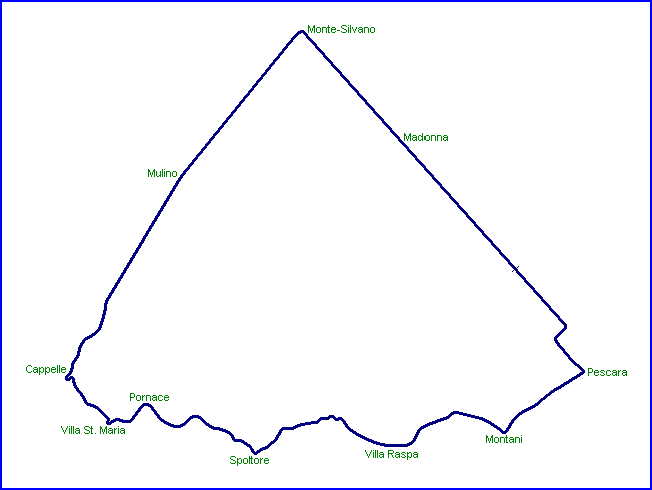 Monte-Silvano
Madonna
Mulino
Cappelle
Pescara
Pornace
Villa St. Maria
Montani
Villa Raspa
Spoltore